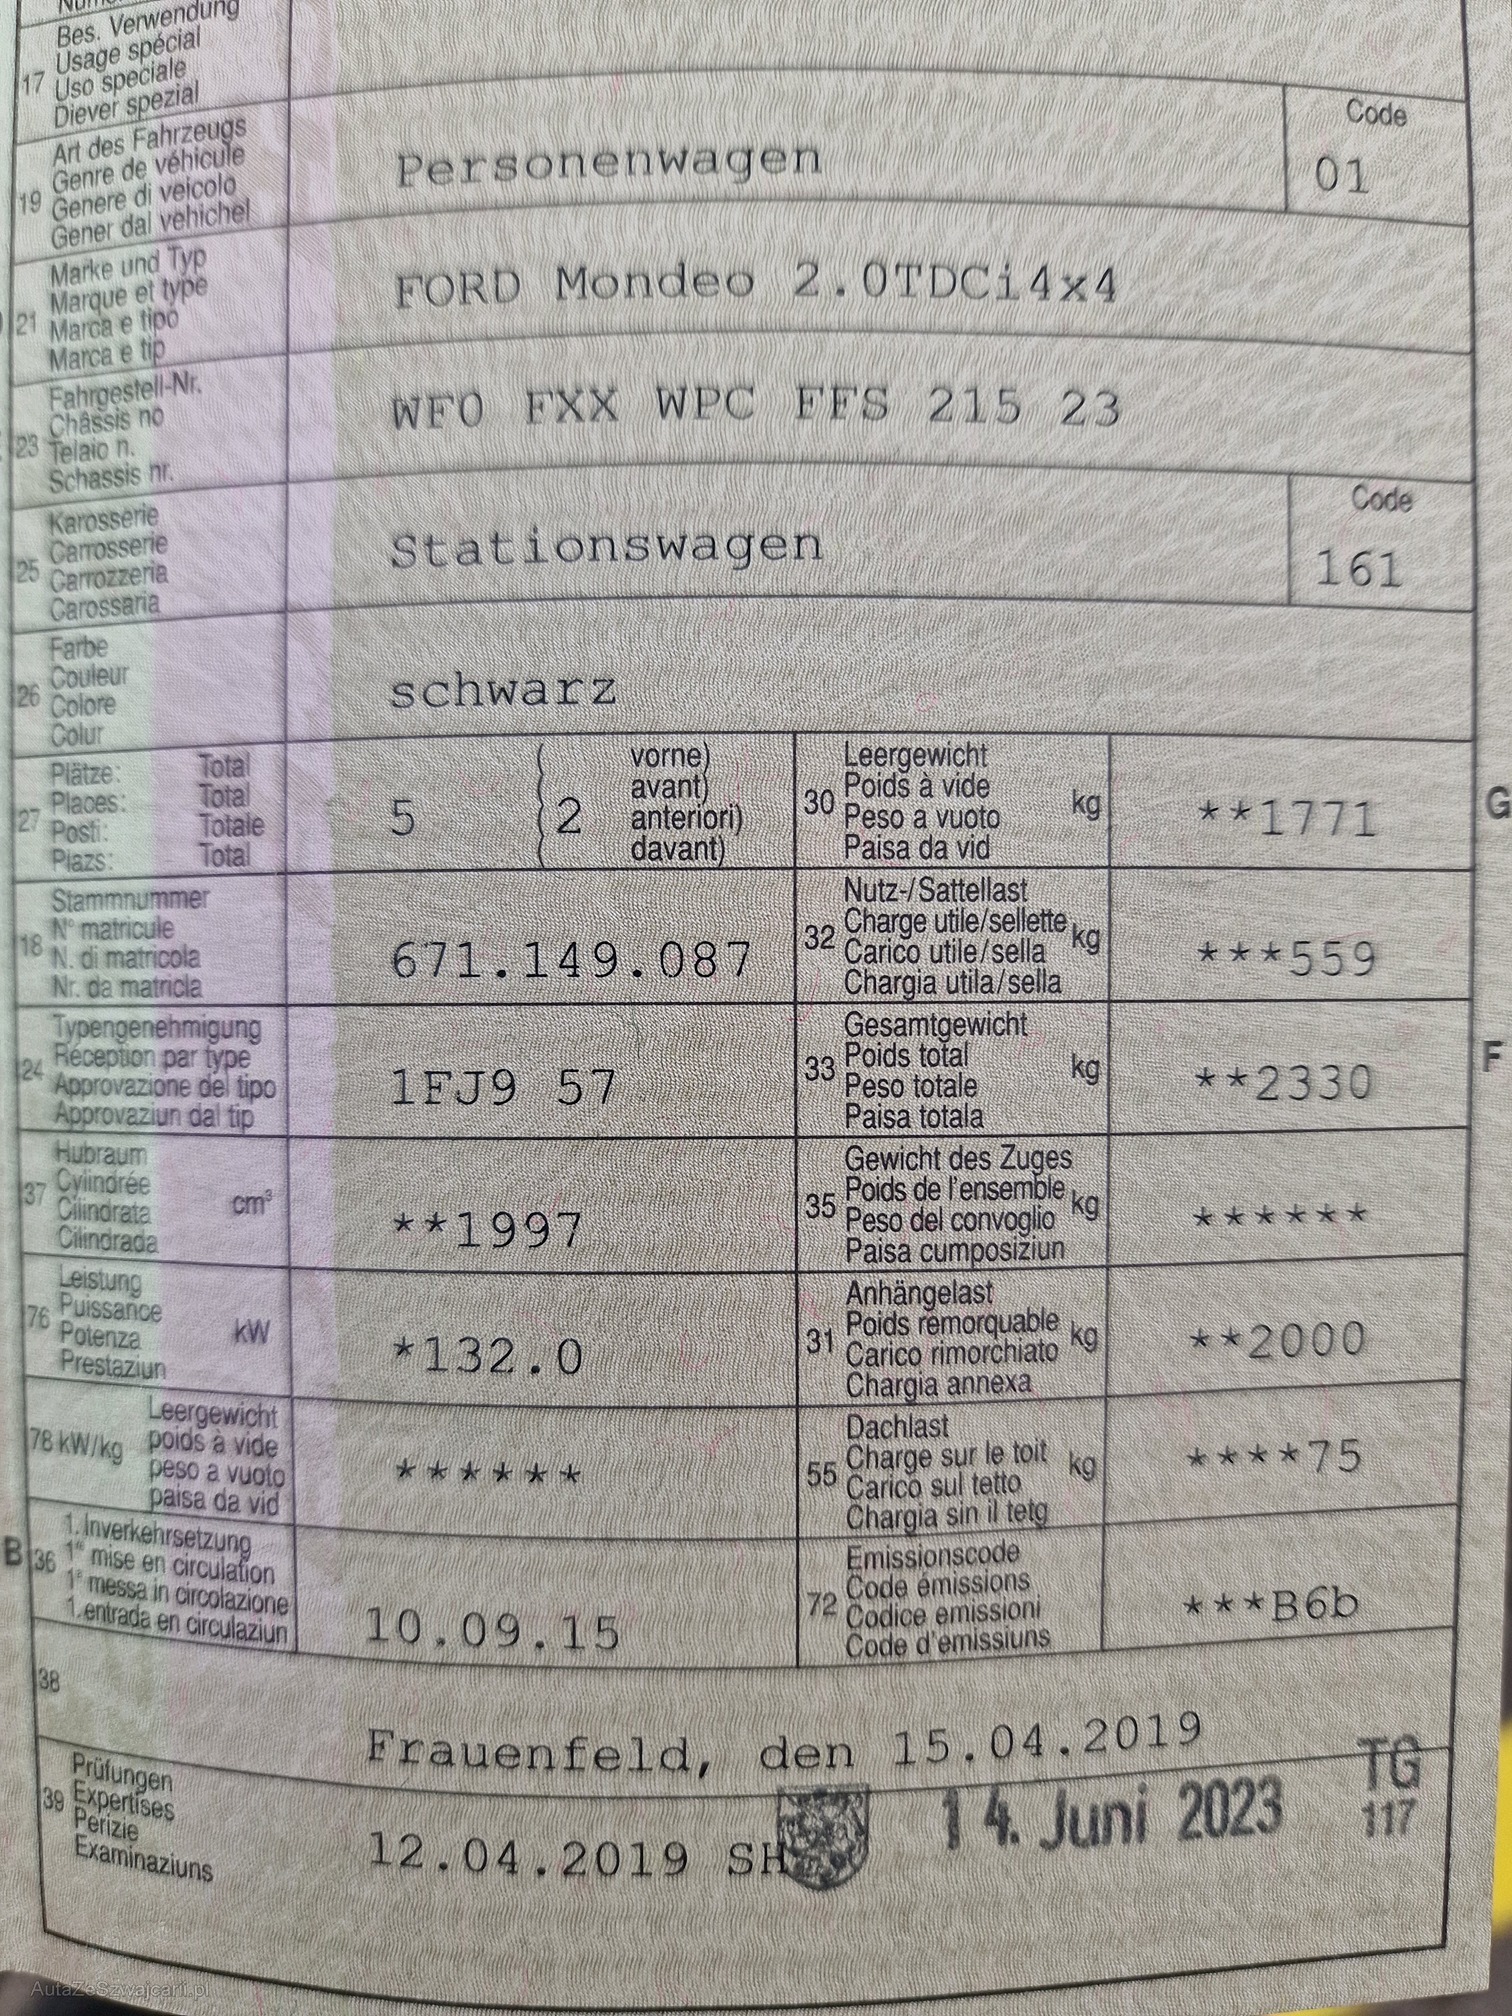 Bes. Verwendung
Usage spécial
17 Uso speciale
Diever spezial
Art des Fahrzeugs
Genre de véhicule
19 Genere di veicolo
Gener dal vehichel
Personenwagen
Code
01
Marke und Typ
Marque et type
21 Marca e tipo
Marca e tip
FORD Mondeo 2.0TDCi4x4
Fahrgestell-Nr.
Châssis no
23 Telaio n.
Schassis nr.
WF0 FXX WPC FFS 215 23
Karosserie
Carrosserie
25 Carrozzeria
Carossaria
Stationswagen
Code
161
Farbe
Couleur
26 Colore
Colur
schwarz
Plätze: Total
Places: Total
27 Posti: Totale
Plazs: Total
5 (2 vorne)
avant)
anteriori)
davant)
Leergewicht
30 Poids à vide kg
Peso a vuoto
Paisa da vid
**1771
G
Stammnummer
N° matricule
18 N. di matricola
Nr. da matricla
671.149.087
Nutz-/Sattellast
32 Charge utile/sellette kg
Carico utile/sella
Chargia utila/sella
***559
Typengenehmigung
24 Réception par type
Approvazione del tipo
Approvaziun dal tip
1FJ9 57
Gesamtgewicht
33 Poids total kg
Peso totale
Paisa totala
**2330
F
Hubraum
37 Cylindrée cm³
Cilindrata
Cilindrada
**1997
Gewicht des Zuges
35 Poids de l'ensemble kg
Peso del convoglio
Paisa cumposiziun
******
Leistung
76 Puissance kW
Potenza
Prestaziun
*132.0
Anhängelast
31 Poids remorquable kg
Carico rimorchiato
Chargia annexa
**2000
Leergewicht
78 kW/kg poids à vide
peso a vuoto
paisa da vid
******
Dachlast
55 Charge sur le toit kg
Carico sul tetto
Chargia sin il tetg
****75
B 36 1. Inverkehrsetzung
1re mise en circulation
1a messa in circolazione
1. entrada en circulaziun
10.09.15
Emissionscode
72 Code émissions
Codice emissioni
Code d'emissiuns
***B6b
38
Frauenfeld, den 15.04.2019
Prüfungen
39 Expertises
Perizie
Examinaziuns
12.04.2019 SH
14. Juni 2023
TG
117
AutaZeSzwajcarii.pl